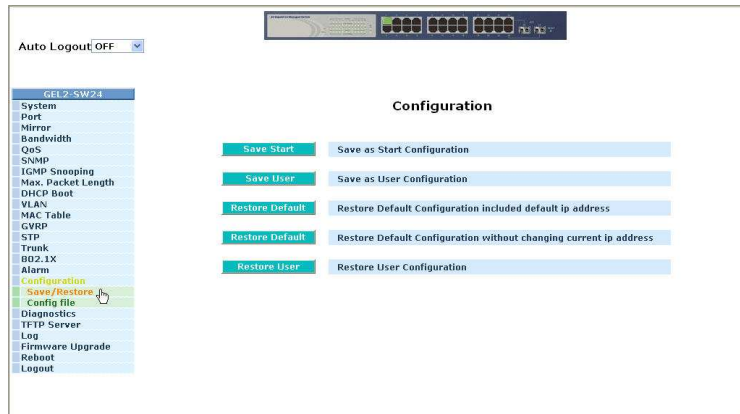 Auto Logout OFF
GEL2-SW24
System
Port
Mirror
Bandwidth
QoS
SNMP
IGMP Snooping
Max. Packet Length
DHCP Boot
VLAN
MAC Table
GVRP
STP
Trunk
802.1X
Alarm
Configuration
Save/Restore
Config file
Diagnostics
TFTP Server
Log
Firmware Upgrade
Reboot
Logout
Configuration
Save Start Save as Start Configuration
Save User Save as User Configuration
Restore Default Restore Default Configuration included default ip address
Restore Default Restore Default Configuration without changing current ip address
Restore User Restore User Configuration